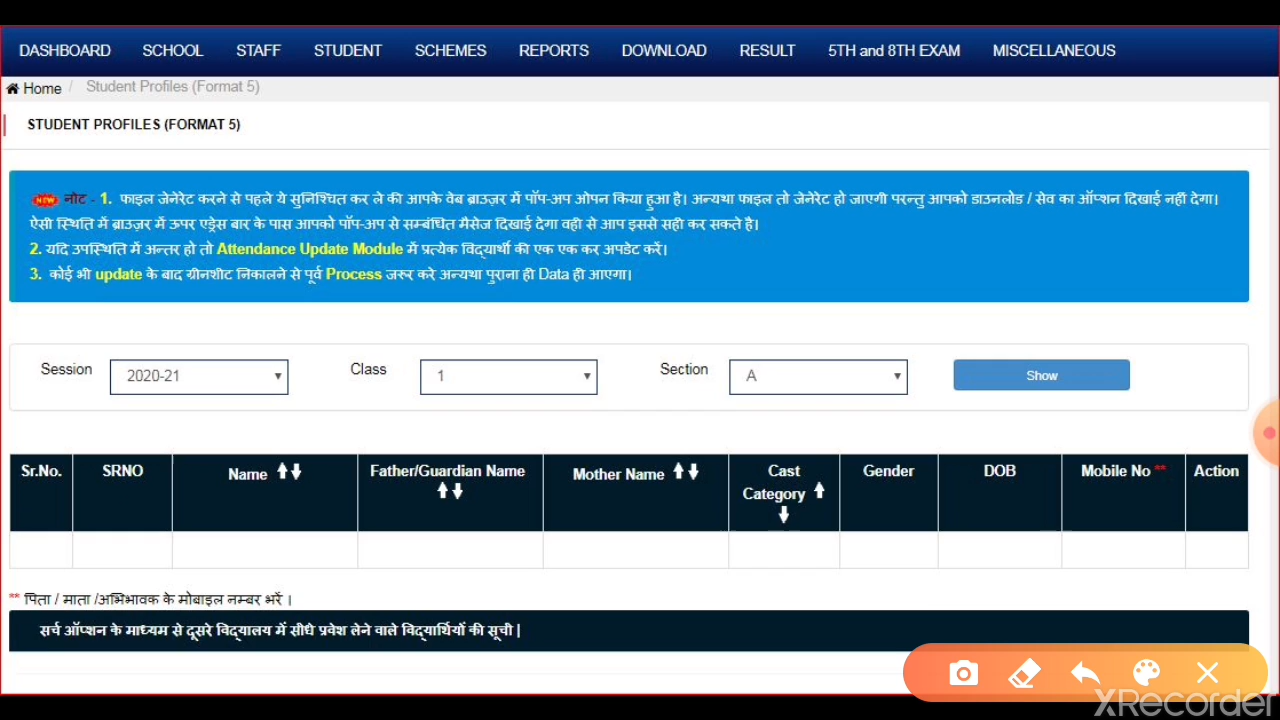 DASHBOARD SCHOOL STAFF STUDENT SCHEMES REPORTS DOWNLOAD RESULT 5TH and 8TH EXAM MISCELLANEOUS
Home / Student Profiles (Format 5)
STUDENT PROFILES (FORMAT 5)
NEW नोट - 1. फाइल जेनेरेट करने से पहले ये सुनिश्चित कर ले की आपके वेब ब्राउज़र में पॉप-अप ओपन किया हुआ है। अन्यथा फाइल तो जेनेरेट हो जाएगी परन्तु आपको डाउनलोड / सेव का ऑप्शन दिखाई नहीं देगा।
ऐसी स्थिति में ब्राउज़र में ऊपर एड्रेस बार के पास आपको पॉप-अप से सम्बंधित मैसेज दिखाई देगा वही से आप इससे सही कर सकते है।
2. यदि उपस्थिति में अन्तर हो तो Attendance Update Module में प्रत्येक विद्यार्थी की एक एक कर अपडेट करें।
3. कोई भी update के बाद ग्रीनशीट निकालने से पूर्व Process जरूर करे अन्यथा पुराना ही Data ही आएगा।
Session 2020-21 Class 1 Section A Show
Sr.No. SRNO Name Father/Guardian Name Mother Name Cast Category Gender DOB Mobile No ** Action
** पिता / माता /अभिभावक के मोबाइल नम्बर भरें ।
सर्च ऑप्शन के माध्यम से दूसरे विद्यालय में सीधे प्रवेश लेने वाले विद्यार्थियों की सूची |
XRecorder